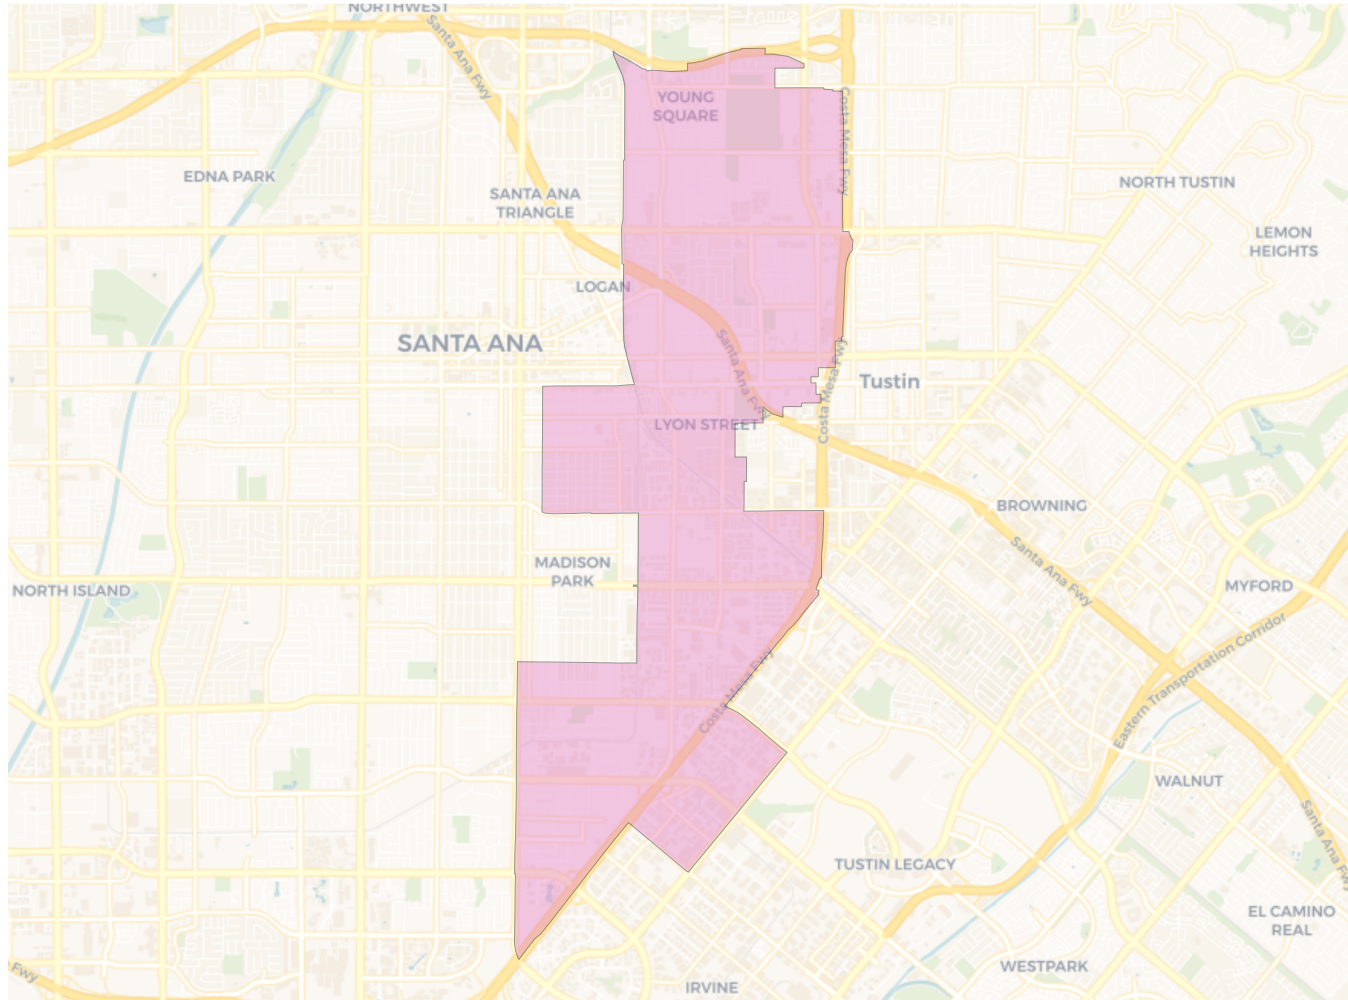 NORTHWEST
Santa Ana Fwy
YOUNG
SQUARE
Costa Mesa Fwy
EDNA PARK
SANTA ANA
TRIANGLE
NORTH TUSTIN
LEMON
HEIGHTS
LOGAN
SANTA ANA
Santa Ana Fwy
Costa Mesa Fwy
Tustin
LYON STREET
BROWNING
MADISON
PARK
Santa Ana Fwy
NORTH ISLAND
MYFORD
Eastern Transportation Corridor
Costa Mesa Fwy
WALNUT
Santa Ana Fwy
TUSTIN LEGACY
EL CAMINO
REAL
Fwy
WESTPARK
IRVINE